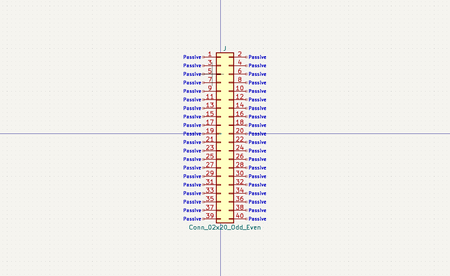 J
Passive 1 2 Passive
Passive 3 4 Passive
Passive 5 6 Passive
Passive 7 8 Passive
Passive 9 10 Passive
Passive 11 12 Passive
Passive 13 14 Passive
Passive 15 16 Passive
Passive 17 18 Passive
Passive 19 20 Passive
Passive 21 22 Passive
Passive 23 24 Passive
Passive 25 26 Passive
Passive 27 28 Passive
Passive 29 30 Passive
Passive 31 32 Passive
Passive 33 34 Passive
Passive 35 36 Passive
Passive 37 38 Passive
Passive 39 40 Passive
Conn_02x20_Odd_Even